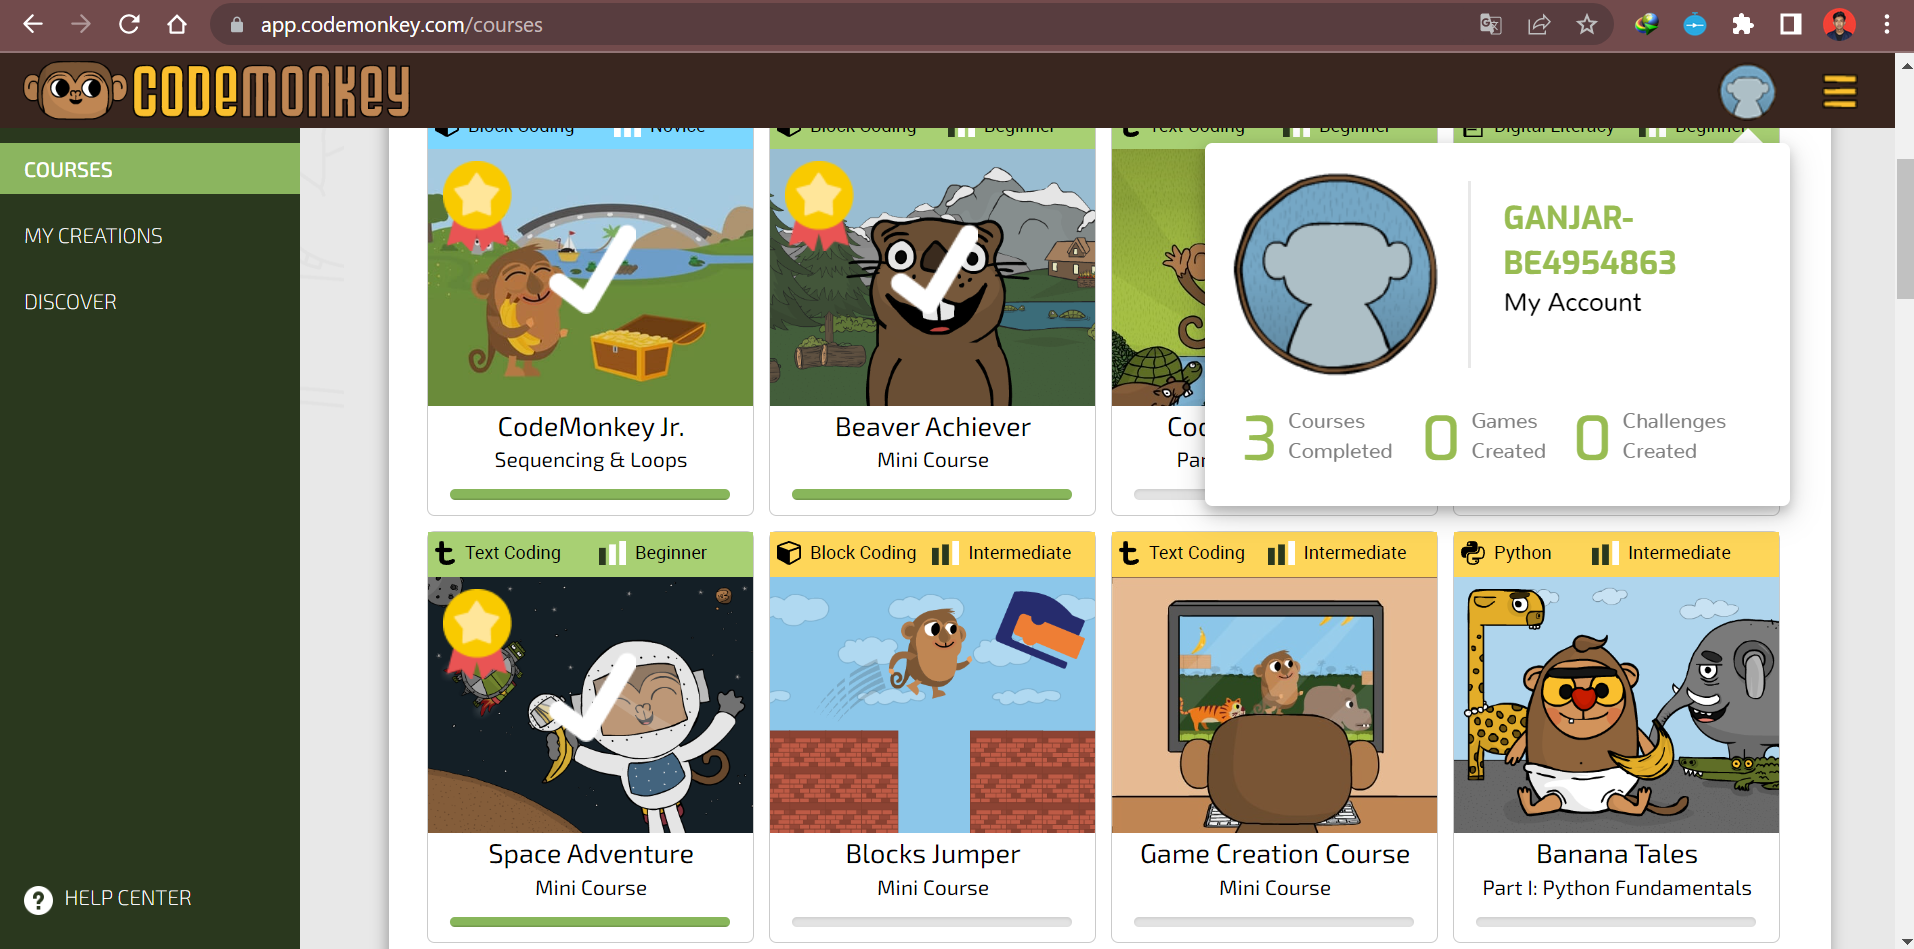 app.codemonkey.com/courses
CODEMONKEY
COURSES
MY CREATIONS
DISCOVER
HELP CENTER
Block Coding Novice
Block Coding Beginner
Text Coding Beginner
Digital Literacy Beginner
GANJAR-
BE4954863
My Account
3 Courses Completed
0 Games Created
0 Challenges Created
CodeMonkey Jr.
Sequencing & Loops
Beaver Achiever
Mini Course
Text Coding Beginner
Space Adventure
Mini Course
Block Coding Intermediate
Blocks Jumper
Mini Course
Text Coding Intermediate
Game Creation Course
Mini Course
Python Intermediate
Banana Tales
Part I: Python Fundamentals